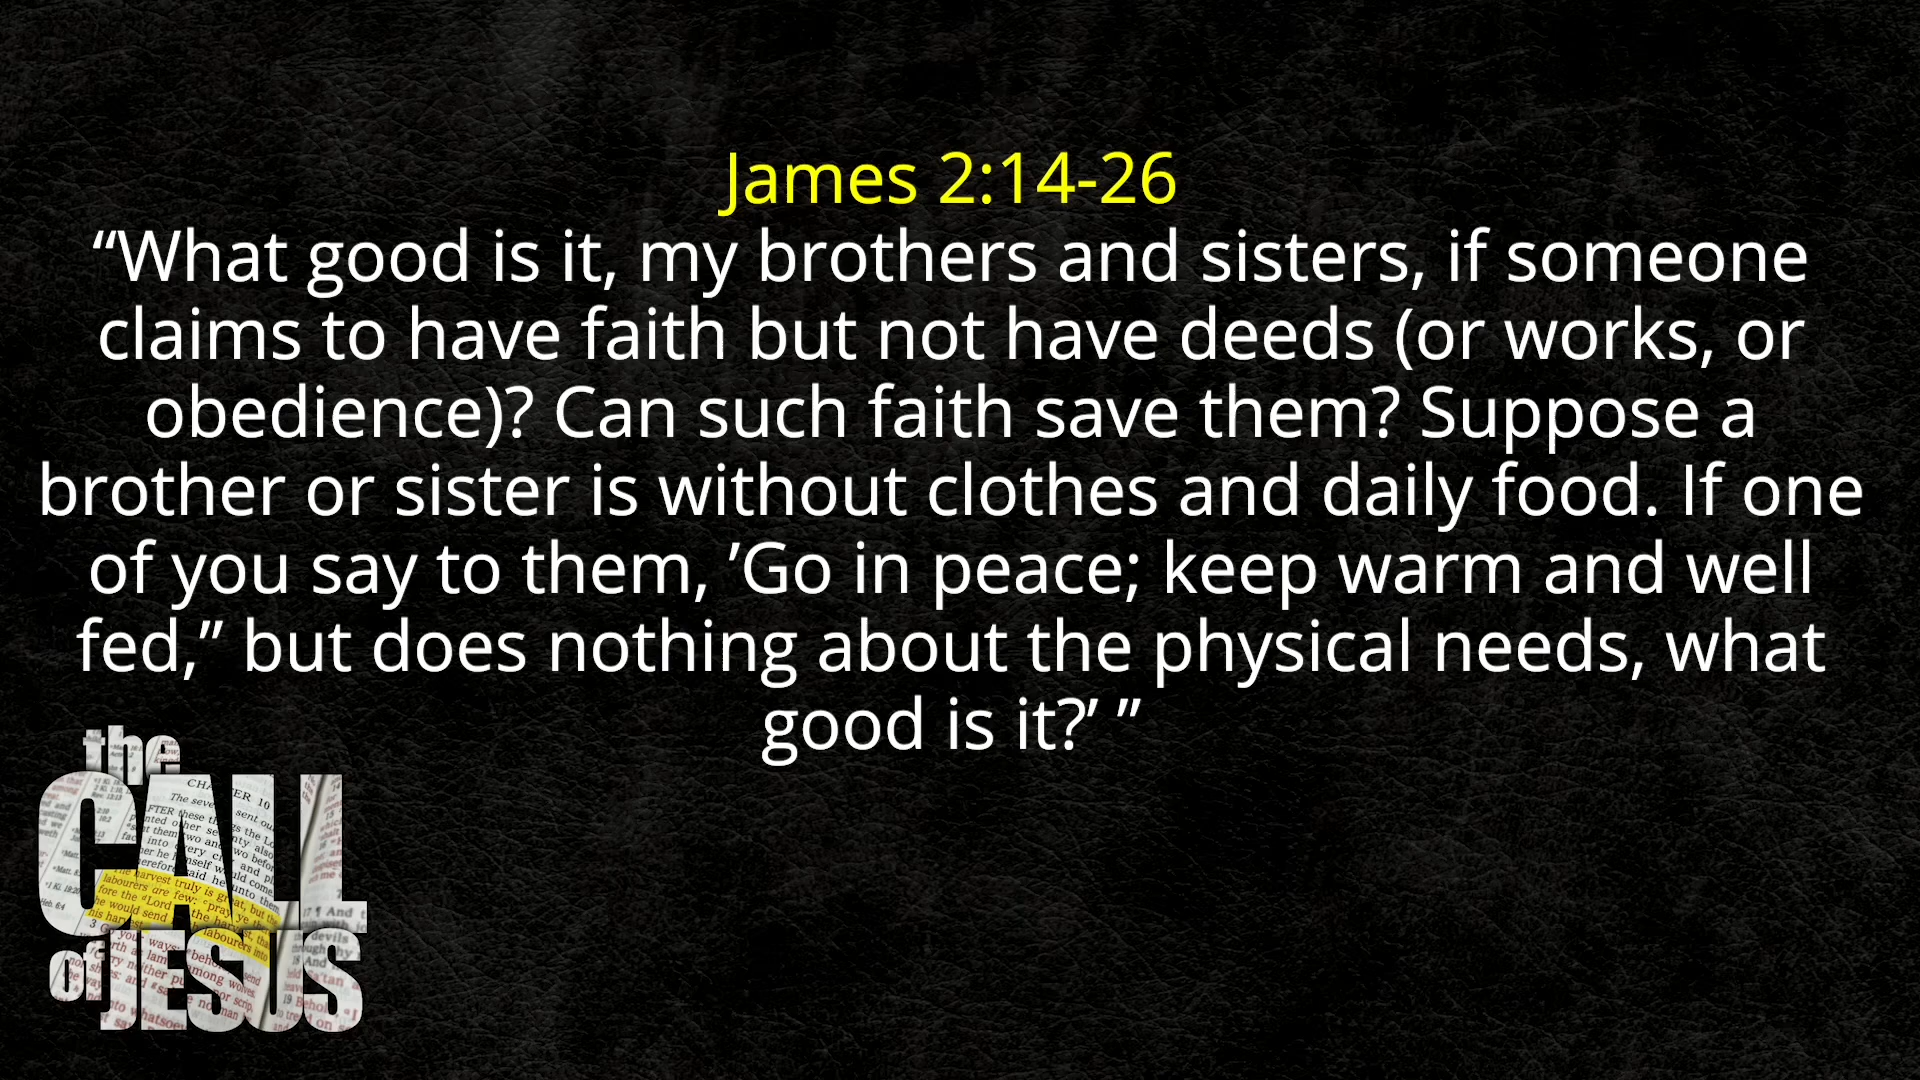 James 2:14-26
“What good is it, my brothers and sisters, if someone
claims to have faith but not have deeds (or works, or
obedience)? Can such faith save them? Suppose a
brother or sister is without clothes and daily food. If one
of you say to them, ’Go in peace; keep warm and well
fed,” but does nothing about the physical needs, what
good is it?’ ”
the
CALL
of JESUS